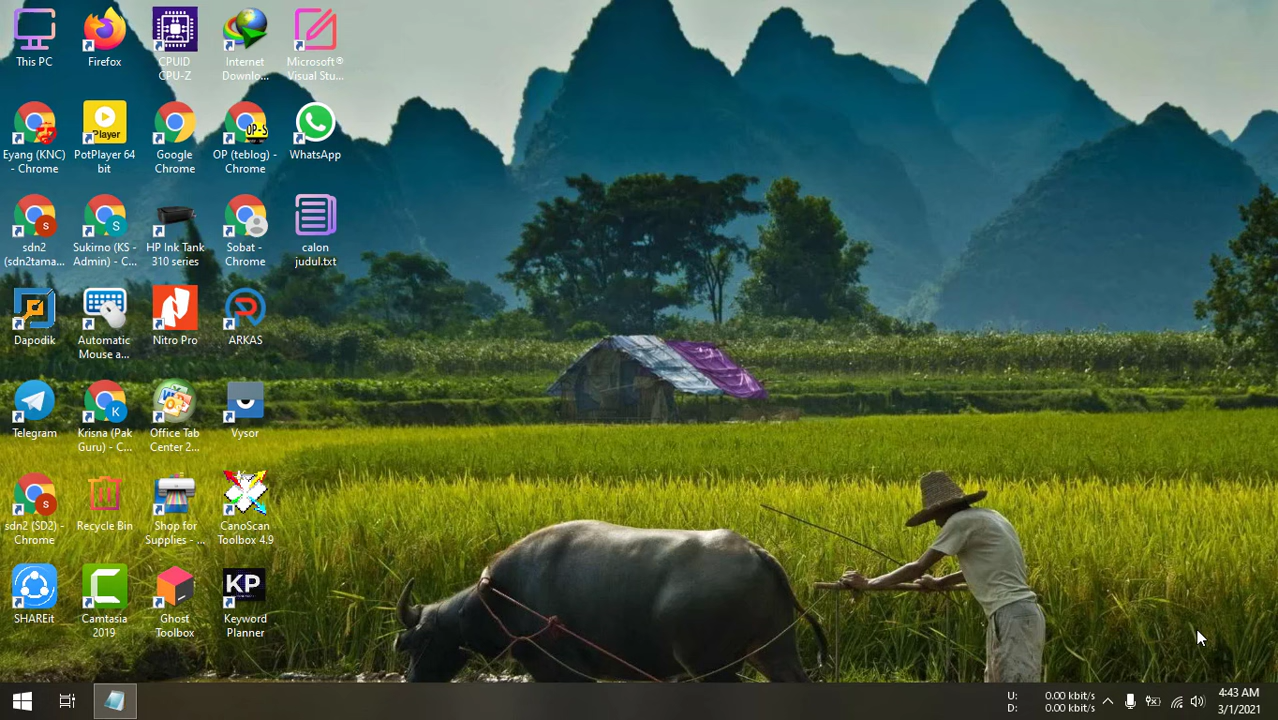 This PC
Firefox
CPUID
CPU-Z
Internet
Downlo...
Microsoft®
Visual Stu...
Eyang (KNC)
- Chrome
Player
PotPlayer 64
bit
Google
Chrome
OP-S
OP (teblog) -
Chrome
WhatsApp
s
sdn2
(sdn2tama...
S
Sukirno (KS -
Admin) - C...
HP Ink Tank
310 series
Sobat -
Chrome
calon
judul.txt
Dapodik
Automatic
Mouse a...
Nitro Pro
ARKAS
Telegram
K
Krisna (Pak
Guru) - C...
Office Tab
Center 2...
Vysor
s
sdn2 (SD2) -
Chrome
Recycle Bin
Shop for
Supplies - ...
CanoScan
Toolbox 4.9
SHAREit
Camtasia
2019
Ghost
Toolbox
KP
Keyword
Planner
U: 0.00 kbit/s
D: 0.00 kbit/s
4:43 AM
3/1/2021